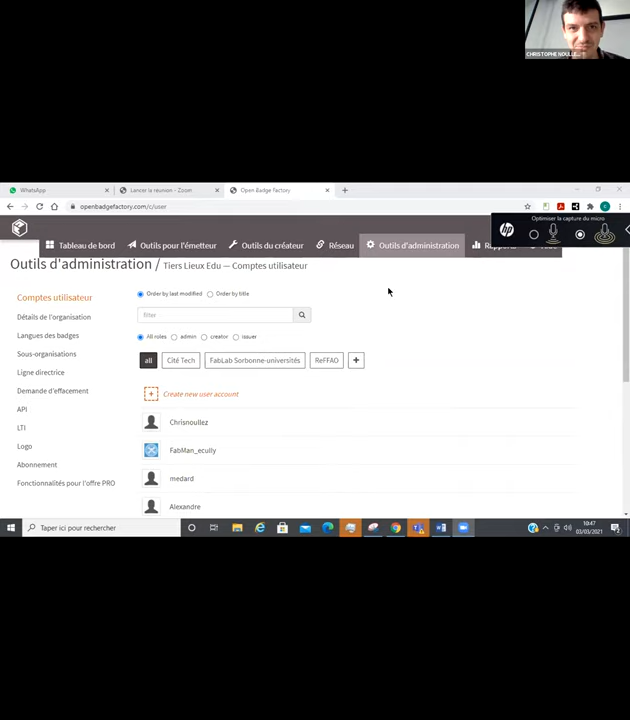 CHRISTOPHE NOULLE
WhatsApp
Lancer la réunion - Zoom
Open Badge Factory
openbadgefactory.com/c/user
Optimiser la capture du micro
Tableau de bord
Outils pour l'émetteur
Outils du créateur
Réseau
Outils d'administration
Outils d'administration / Tiers Lieux Edu — Comptes utilisateur
Comptes utilisateur
Détails de l'organisation
Langues des badges
Sous-organisations
Ligne directrice
Demande d'effacement
API
LTI
Logo
Abonnement
Fonctionnalités pour l'offre PRO
Order by last modified
Order by title
filter
All roles
admin
creator
issuer
all
Cité Tech
FabLab Sorbonne-universités
ReFFAO
Create new user account
Chrisnoullez
FabMan_ecully
medard
Alexandre
Taper ici pour rechercher
10:47
03/03/2021